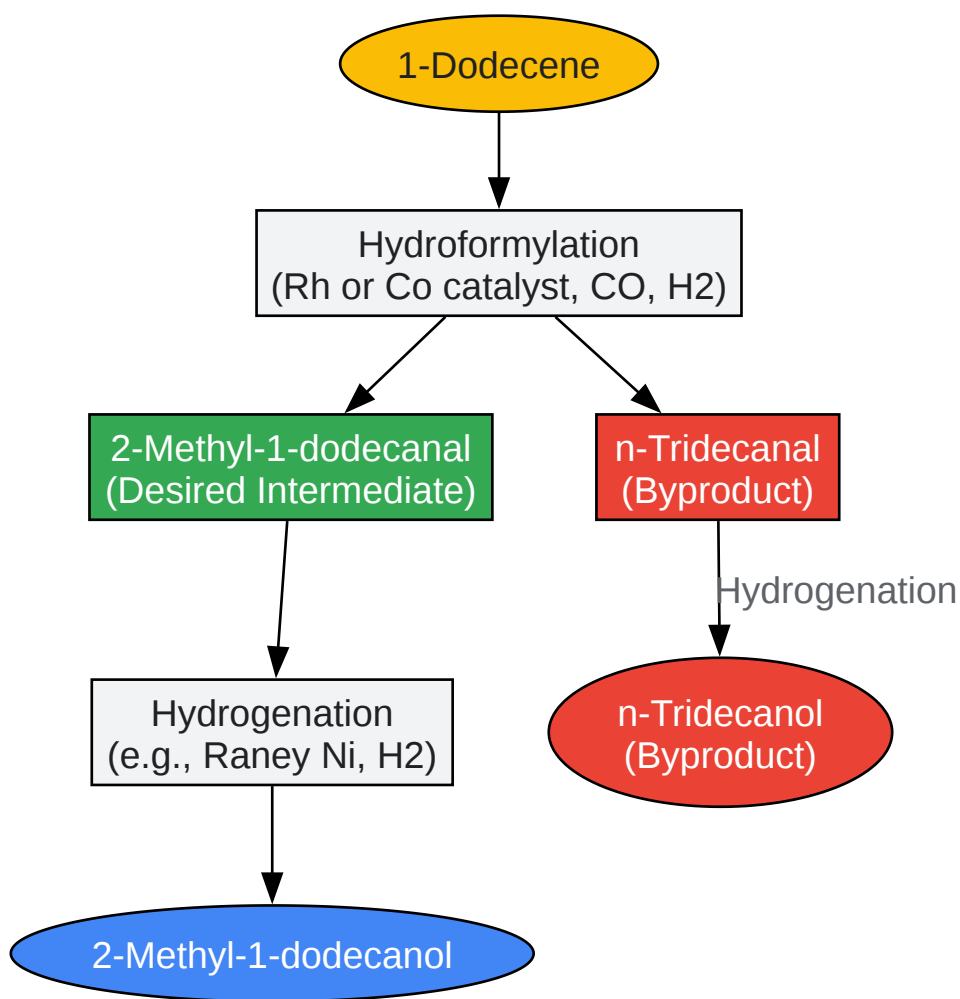 1-Dodecene
Hydroformylation
(Rh or Co catalyst, CO, H2)
2-Methyl-1-dodecanal
(Desired Intermediate)
n-Tridecanal
(Byproduct)
Hydrogenation
Hydrogenation
(e.g., Raney Ni, H2)
n-Tridecanol
(Byproduct)
2-Methyl-1-dodecanol